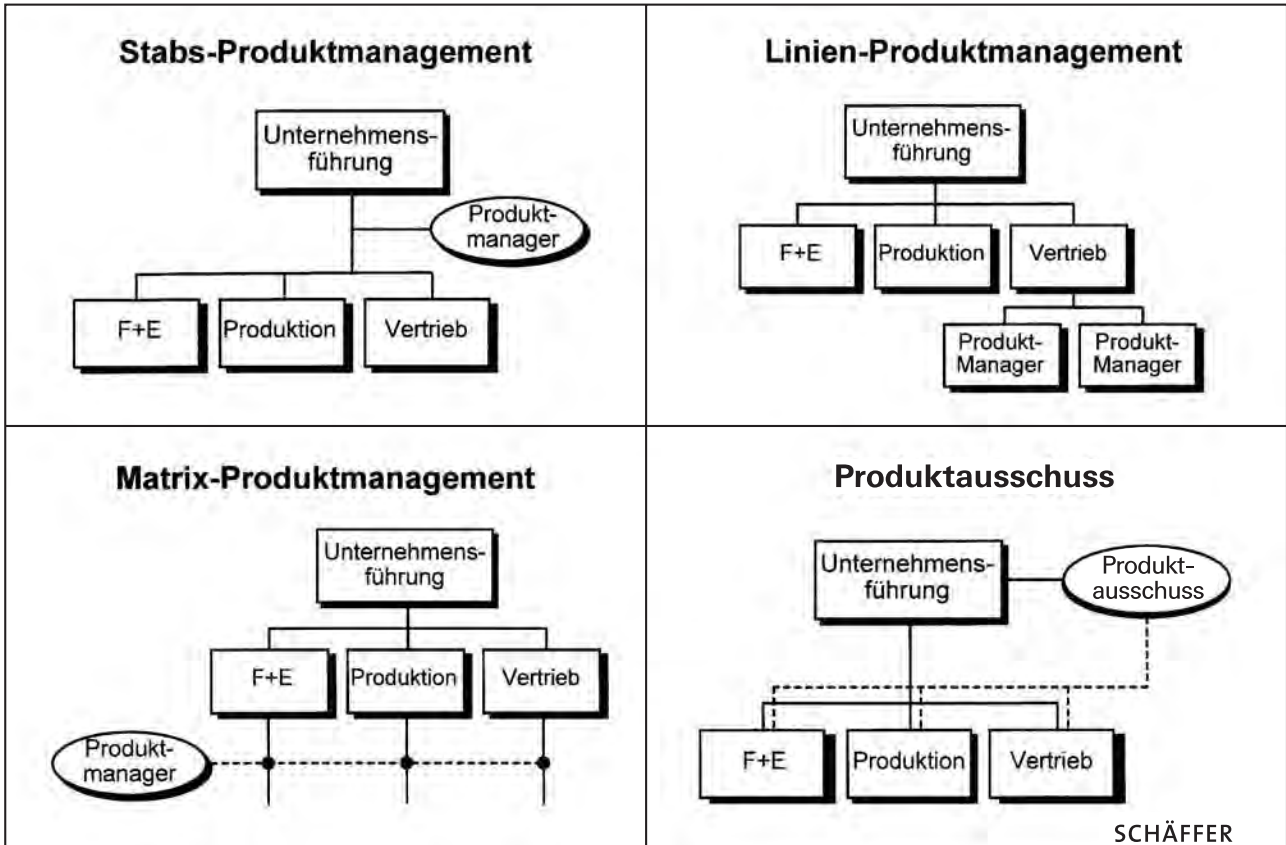 Stabs-Produktmanagement
Unternehmens-
führung
Produkt-
manager
F+E
Produktion
Vertrieb
Linien-Produktmanagement
Unternehmens-
führung
F+E
Produktion
Vertrieb
Produkt-
Manager
Produkt-
Manager
Matrix-Produktmanagement
Unternehmens-
führung
F+E
Produktion
Vertrieb
Produkt-
manager
Produktausschuss
Unternehmens-
führung
Produkt-
ausschuss
F+E
Produktion
Vertrieb
SCHÄFFER